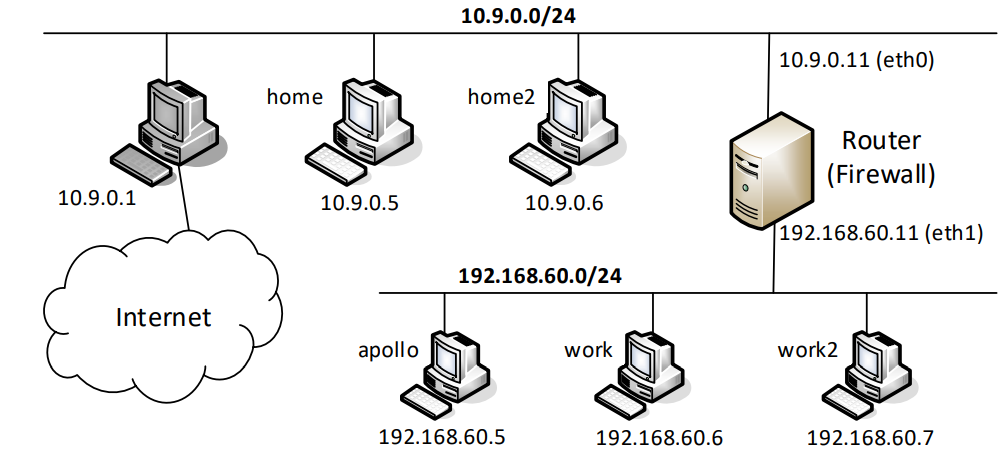 10.9.0.0/24
10.9.0.11 (eth0)
home
home2
Router
(Firewall)
10.9.0.1
10.9.0.5
10.9.0.6
192.168.60.11 (eth1)
192.168.60.0/24
Internet
apollo
work
work2
192.168.60.5
192.168.60.6
192.168.60.7